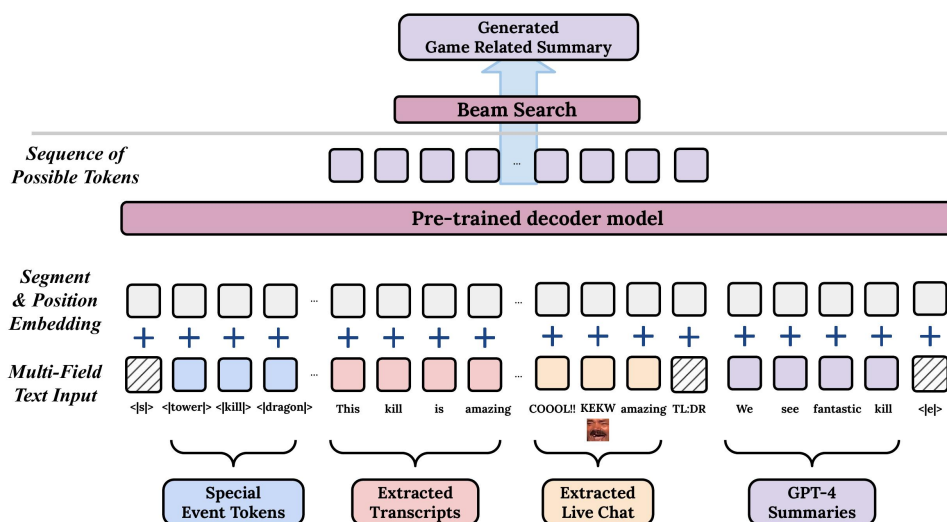 Generated
Game Related Summary
Beam Search
Sequence of
Possible Tokens
...
Pre-trained decoder model
Segment
& Position
Embedding
... ...
+ + + + + + + + + + + + + + + + +
Multi-Field
Text Input
... ...
<|s|> <|tower|> <|kill|> <|dragon|> This kill is amazing COOOL!! KEKW amazing TL:DR We see fantastic kill <|e|>
Special
Event Tokens
Extracted
Transcripts
Extracted
Live Chat
GPT-4
Summaries